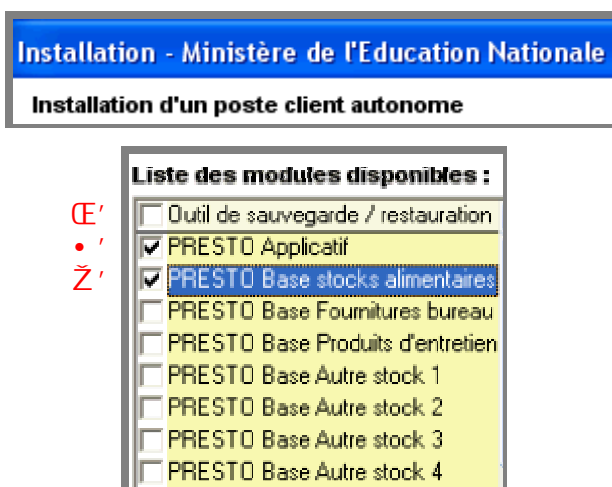 Installation - Ministère de l'Education Nationale
Installation d'un poste client autonome
Liste des modules disponibles :
Œ’ Outil de sauvegarde / restauration
•’ PRESTO Applicatif
Ž’ PRESTO Base stocks alimentaires
PRESTO Base Fournitures bureau
PRESTO Base Produits d'entretien
PRESTO Base Autre stock 1
PRESTO Base Autre stock 2
PRESTO Base Autre stock 3
PRESTO Base Autre stock 4